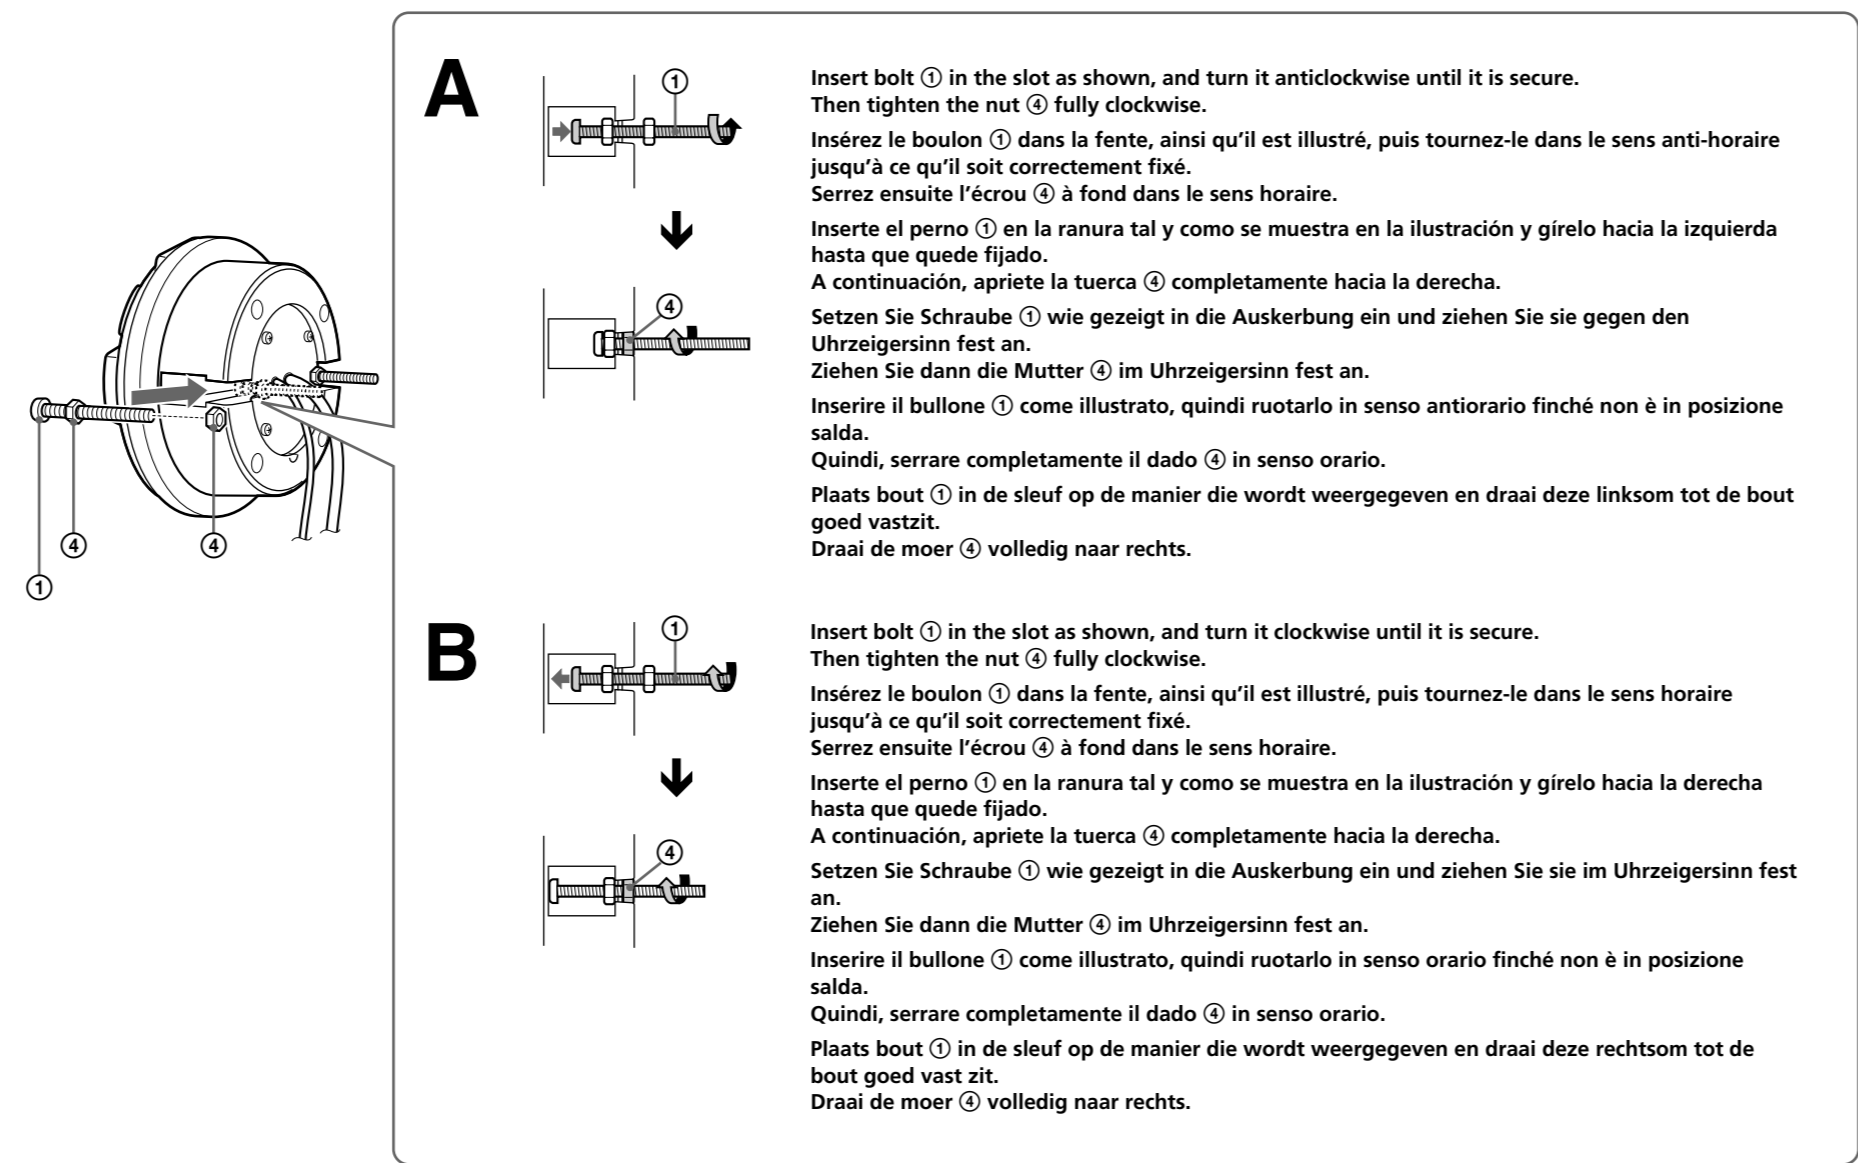 A
①
Insert bolt ① in the slot as shown, and turn it anticlockwise until it is secure.
Then tighten the nut ④ fully clockwise.
Insérez le boulon ① dans la fente, ainsi qu’il est illustré, puis tournez-le dans le sens anti-horaire
jusqu’à ce qu’il soit correctement fixé.
Serrez ensuite l’écrou ④ à fond dans le sens horaire.
Inserte el perno ① en la ranura tal y como se muestra en la ilustración y gírelo hacia la izquierda
hasta que quede fijado.
A continuación, apriete la tuerca ④ completamente hacia la derecha.
④
Setzen Sie Schraube ① wie gezeigt in die Auskerbung ein und ziehen Sie sie gegen den
Uhrzeigersinn fest an.
Ziehen Sie dann die Mutter ④ im Uhrzeigersinn fest an.
Inserire il bullone ① come illustrato, quindi ruotarlo in senso antiorario finché non è in posizione
salda.
Quindi, serrare completamente il dado ④ in senso orario.
Plaats bout ① in de sleuf op de manier die wordt weergegeven en draai deze linksom tot de bout
goed vastzit.
Draai de moer ④ volledig naar rechts.
④ ④
①
B
①
Insert bolt ① in the slot as shown, and turn it clockwise until it is secure.
Then tighten the nut ④ fully clockwise.
Insérez le boulon ① dans la fente, ainsi qu’il est illustré, puis tournez-le dans le sens horaire
jusqu’à ce qu’il soit correctement fixé.
Serrez ensuite l’écrou ④ à fond dans le sens horaire.
Inserte el perno ① en la ranura tal y como se muestra en la ilustración y gírelo hacia la derecha
hasta que quede fijado.
A continuación, apriete la tuerca ④ completamente hacia la derecha.
④
Setzen Sie Schraube ① wie gezeigt in die Auskerbung ein und ziehen Sie sie im Uhrzeigersinn fest
an.
Ziehen Sie dann die Mutter ④ im Uhrzeigersinn fest an.
Inserire il bullone ① come illustrato, quindi ruotarlo in senso orario finché non è in posizione
salda.
Quindi, serrare completamente il dado ④ in senso orario.
Plaats bout ① in de sleuf op de manier die wordt weergegeven en draai deze rechtsom tot de
bout goed vast zit.
Draai de moer ④ volledig naar rechts.